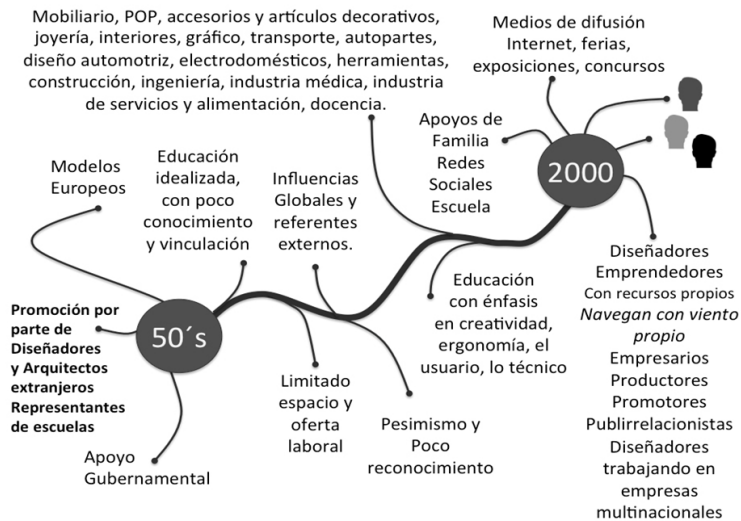 Mobiliario, POP, accesorios y artículos decorativos,
joyería, interiores, gráfico, transporte, autopartes,
diseño automotriz, electrodomésticos, herramientas,
construcción, ingeniería, industria médica, industria
de servicios y alimentación, docencia.
Medios de difusión
Internet, ferias,
exposiciones, concursos
Apoyos de
Familia
Redes
Sociales
Escuela
2000
Modelos
Europeos
Educación
idealizada,
con poco
conocimiento
y vinculación
Influencias
Globales y
referentes
externos.
Promoción por
parte de
Diseñadores
y Arquitectos
extranjeros
Representantes
de escuelas
50´s
Apoyo
Gubernamental
Limitado
espacio y
oferta
laboral
Pesimismo y
Poco
reconocimiento
Educación
con énfasis
en creatividad,
ergonomía, el
usuario, lo técnico
Diseñadores
Emprendedores
Con recursos propios
Navegan con viento
propio
Empresarios
Productores
Promotores
Publirrelacionistas
Diseñadores
trabajando en
empresas
multinacionales